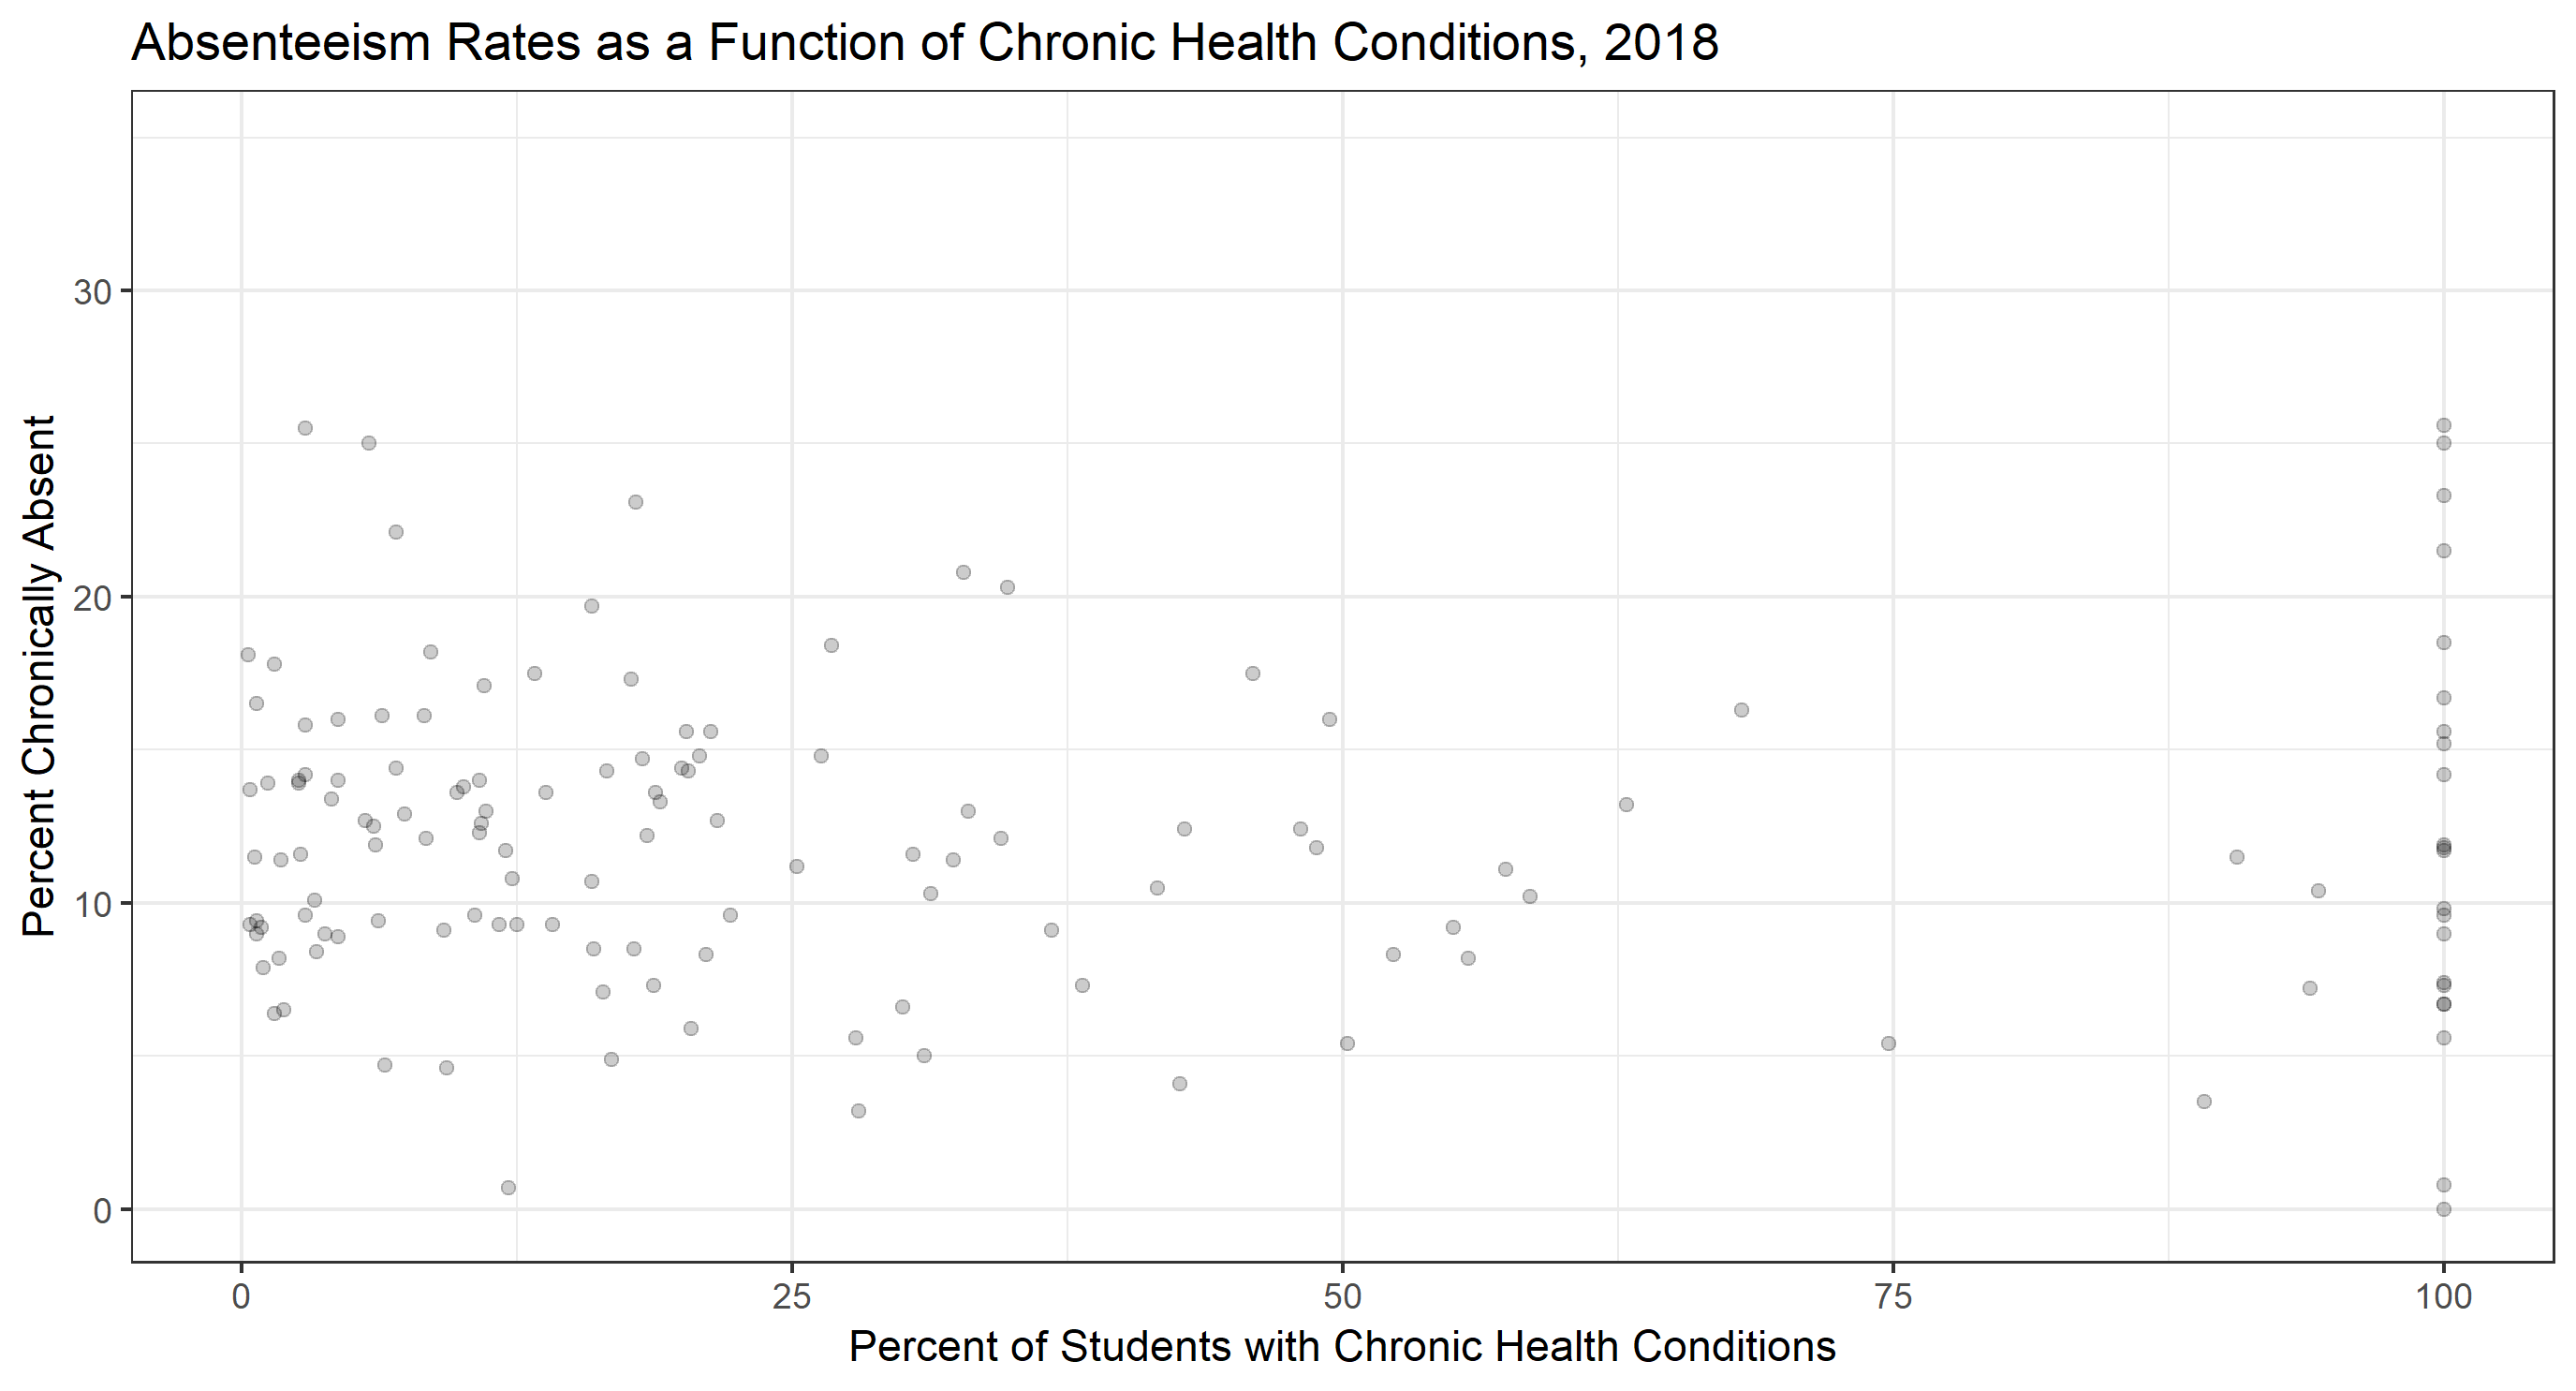 Absenteeism Rates as a Function of Chronic Health Conditions, 2018
Percent Chronically Absent
30
20
10
0
0 25 50 75 100
Percent of Students with Chronic Health Conditions